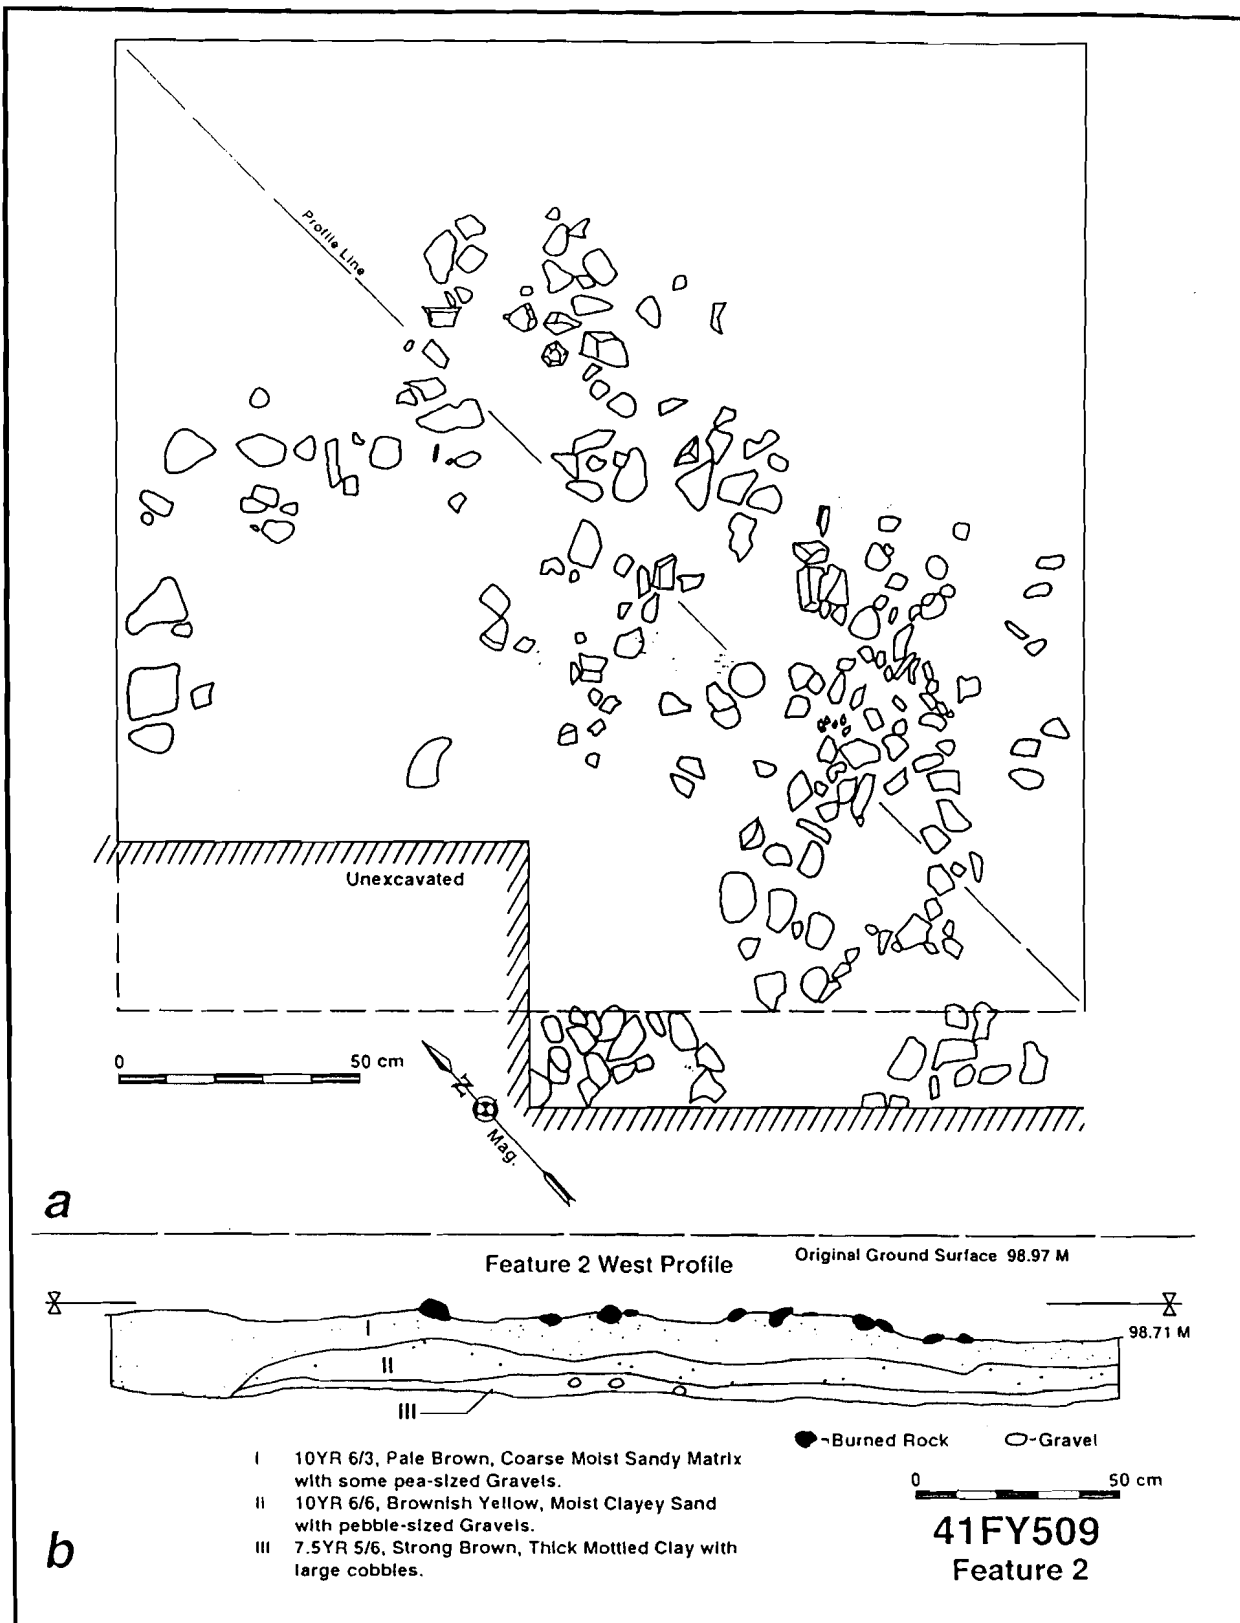 Profile Line
Unexcavated
0 50 cm
N
Mag.
a
Feature 2 West Profile
Original Ground Surface 98.97 M
98.71 M
I
II
III
-Burned Rock
-Gravel
I 10YR 6/3, Pale Brown, Coarse Moist Sandy Matrix
with some pea-sized Gravels.
II 10YR 6/6, Brownish Yellow, Moist Clayey Sand
with pebble-sized Gravels.
III 7.5YR 5/6, Strong Brown, Thick Mottled Clay with
large cobbles.
0 50 cm
41FY509
Feature 2
b